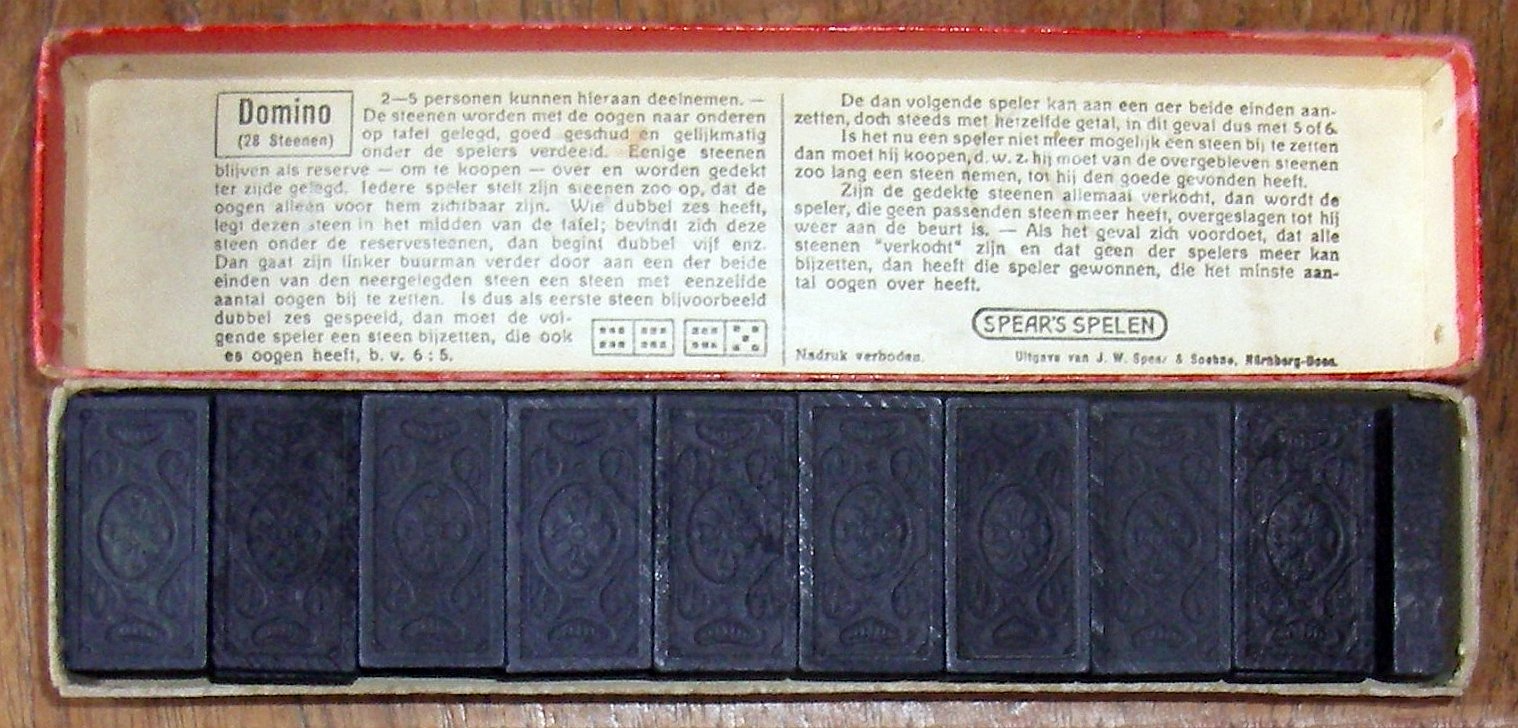 Domino
(28 Steenen)
2—5 personen kunnen hieraan deelnemen. —
De steenen worden met de oogen naar onderen
op tafel gelegd, goed geschud en gelijkmatig
onder de spelers verdeeld. Eenige steenen
blijven als reserve — om te koopen — over en worden gedekt
ter zijde gelegd. Iedere speler stelt zijn steenen zoo op, dat de
oogen alleen voor hem zichtbaar zijn. Wie dubbel zes heeft,
legt dezen steen in het midden van de tafel; bevindt zich deze
steen onder de reservesteenen, dan begint dubbel vijf enz.
Dan gaat zijn linker buurman verder door aan een der beide
einden van den neergelegden steen een steen met eenzelfde
aantal oogen bij te zetten. Is dus als eerste steen bijvoorbeeld
dubbel zes gespeeld, dan moet de vol-
gende speler een steen bijzetten, die ook
es oogen heeft, b. v. 6 : 5.
De dan volgende speler kan aan een der beide einden aan-
zetten, doch steeds met hetzelfde getal, in dit geval dus met 5 of 6.
Is het nu een speler niet meer mogelijk een steen bij te zetten
dan moet hij koopen, d. w. z. hij moet van de overgebleven steenen
zoo lang een steen nemen, tot hij den goede gevonden heeft.
Zijn de gedekte steenen allemaal verkocht, dan wordt de
speler, die geen passenden steen meer heeft, overgeslagen tot hij
weer aan de beurt is. — Als het geval zich voordoet, dat alle
steenen "verkocht" zijn en dat geen der spelers meer kan
bijzetten, dan heeft die speler gewonnen, die het minste aan-
tal oogen over heeft.
SPEAR'S SPELEN
Nadruk verboden.
Uitgave van J. W. Spear & Soehne, Nürnberg-Doos.